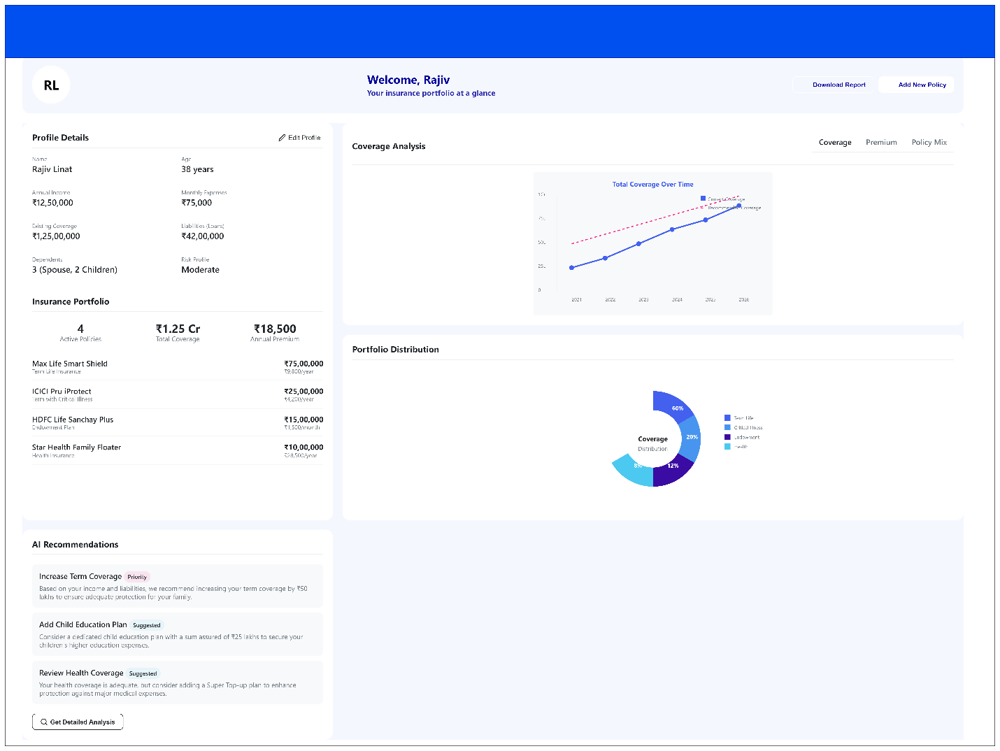 RL
Welcome, Rajiv
Your insurance portfolio at a glance
Download Report
Add New Policy
Profile Details
Edit Profile
Name
Rajiv Linat
Age
38 years
Annual Income
₹12,50,000
Monthly Expenses
₹75,000
Existing Coverage
₹1,25,00,000
Liabilities (Loans)
₹42,00,000
Dependents
3 (Spouse, 2 Children)
Risk Profile
Moderate
Insurance Portfolio
4
Active Policies
₹1.25 Cr
Total Coverage
₹18,500
Annual Premium
Max Life Smart Shield
Term Life Insurance
₹75,00,000
₹9,800/year
ICICI Pru iProtect
Term with Critical Illness
₹25,00,000
₹4,200/year
HDFC Life Sanchay Plus
Endowment Plan
₹15,00,000
₹1,500/month
Star Health Family Floater
Health Insurance
₹10,00,000
₹28,500/year
AI Recommendations
Increase Term Coverage Priority
Based on your income and liabilities, we recommend increasing your term coverage by ₹50
lakhs to ensure adequate protection for your family.
Add Child Education Plan Suggested
Consider a dedicated child education plan with a sum assured of ₹25 lakhs to secure your
children's higher education expenses.
Review Health Coverage Suggested
Your health coverage is adequate, but consider adding a Super Top-up plan to enhance
protection against major medical expenses.
Get Detailed Analysis
Coverage Analysis
Coverage
Premium
Policy Mix
Total Coverage Over Time
Current Coverage
Recommended Coverage
1Cr
75L
50L
25L
0
2021
2022
2023
2024
2025
2026
Portfolio Distribution
60%
20%
12%
8%
Coverage
Distribution
Term Life
Critical Illness
Endowment
Health